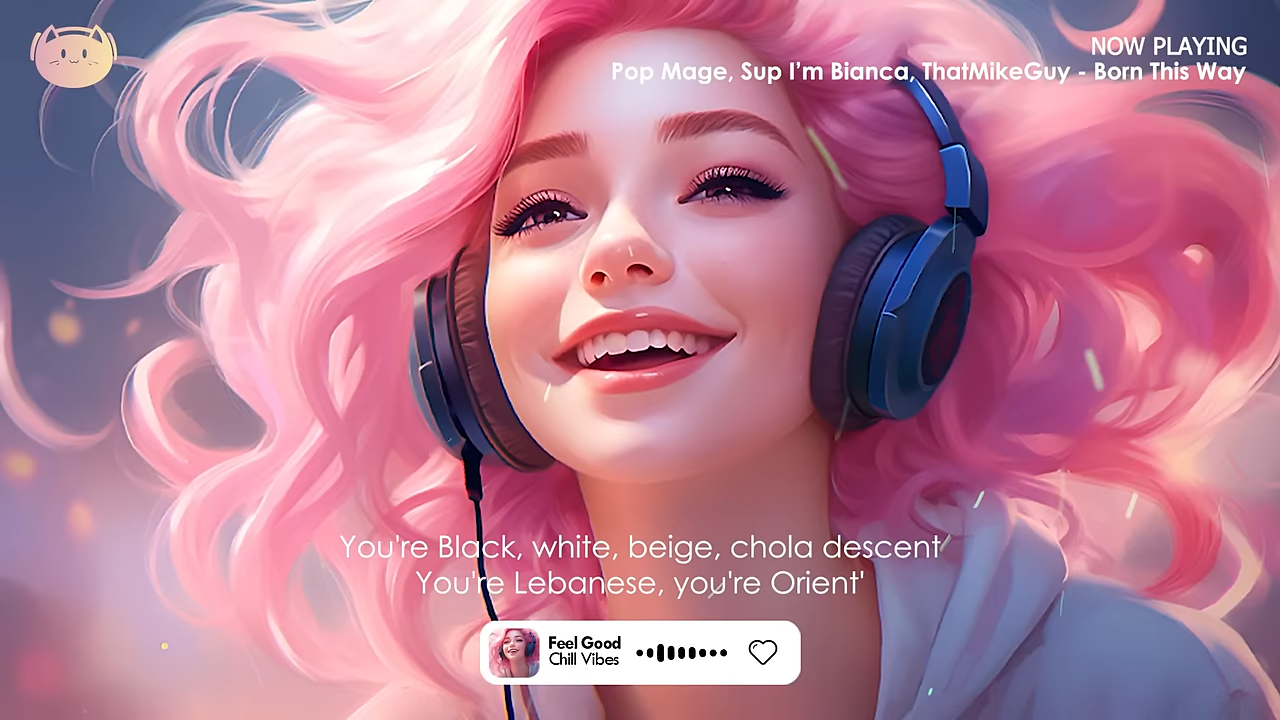 NOW PLAYING
Pop Mage, Sup I’m Bianca, ThatMikeGuy - Born This Way
You're Black, white, beige, chola descent
You're Lebanese, you're Orient'
Feel Good
Chill Vibes